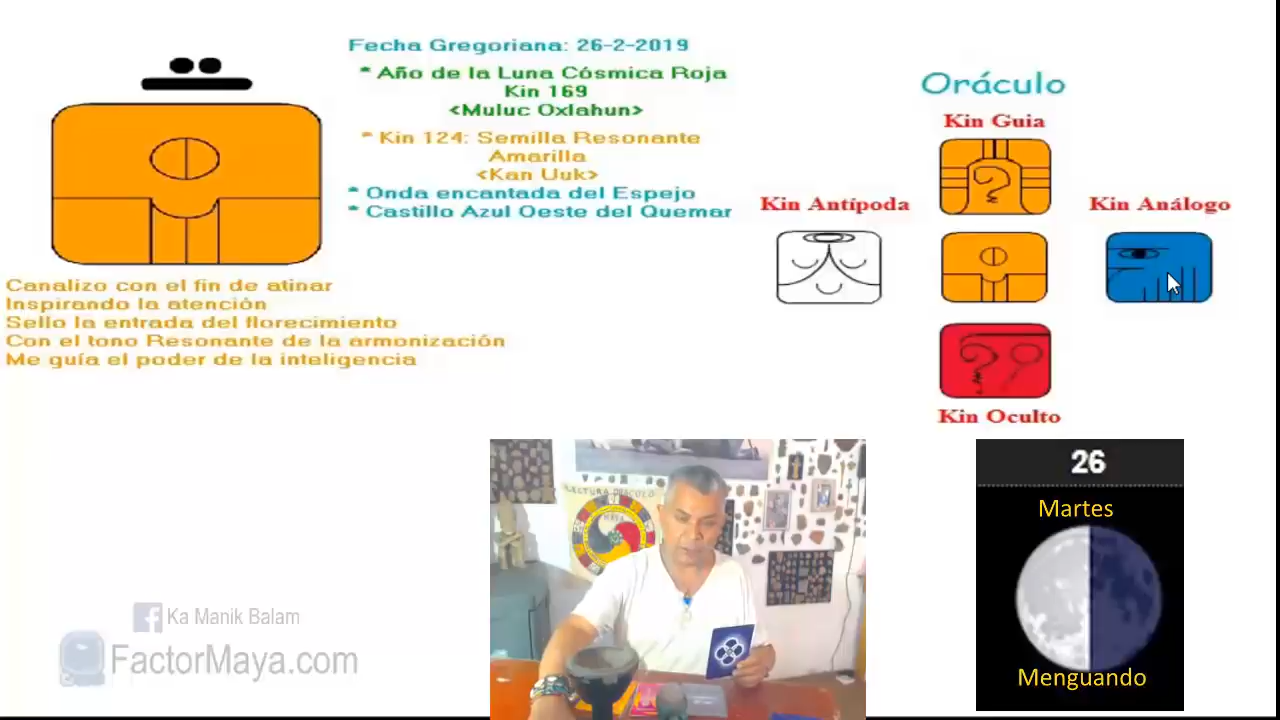 Fecha Gregoriana: 26-2-2019
* Año de la Luna Cósmica Roja
Kin 169
<Muluc Oxlahun>
* Kin 124: Semilla Resonante
Amarilla
<Kan Uuk>
* Onda encantada del Espejo
* Castillo Azul Oeste del Quemar
Canalizo con el fin de atinar
Inspirando la atención
Sello la entrada del florecimiento
Con el tono Resonante de la armonización
Me guía el poder de la inteligencia
Oráculo
Kin Guia
Kin Antípoda
Kin Análogo
Kin Oculto
LECTURA ORACULO
MAYA
26
Martes
Menguando
Ka Manik Balam
FactorMaya.com